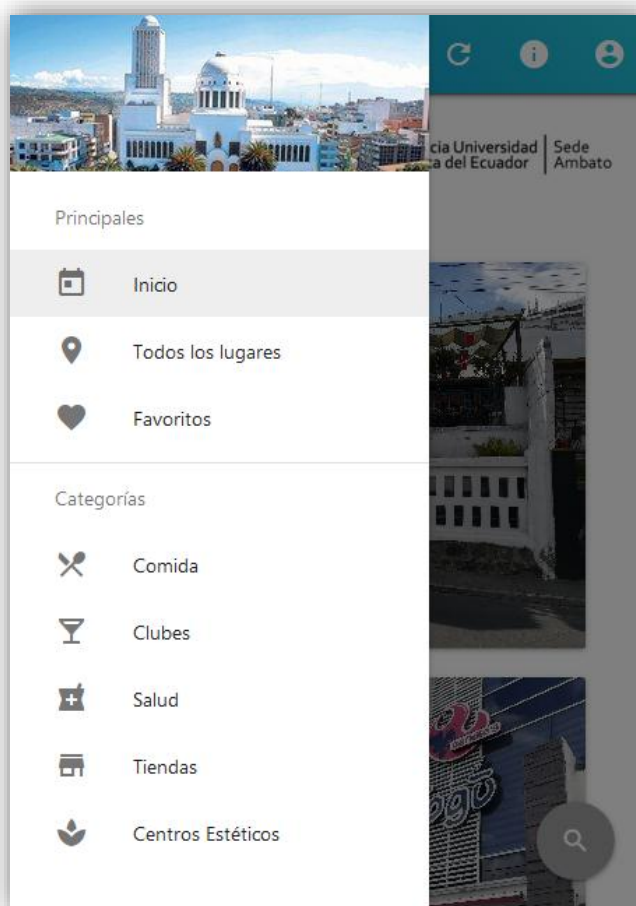 cia Universidad Sede
a del Ecuador Ambato
Principales
Inicio
Todos los lugares
Favoritos
Categorías
Comida
Clubes
Salud
Tiendas
Centros Estéticos